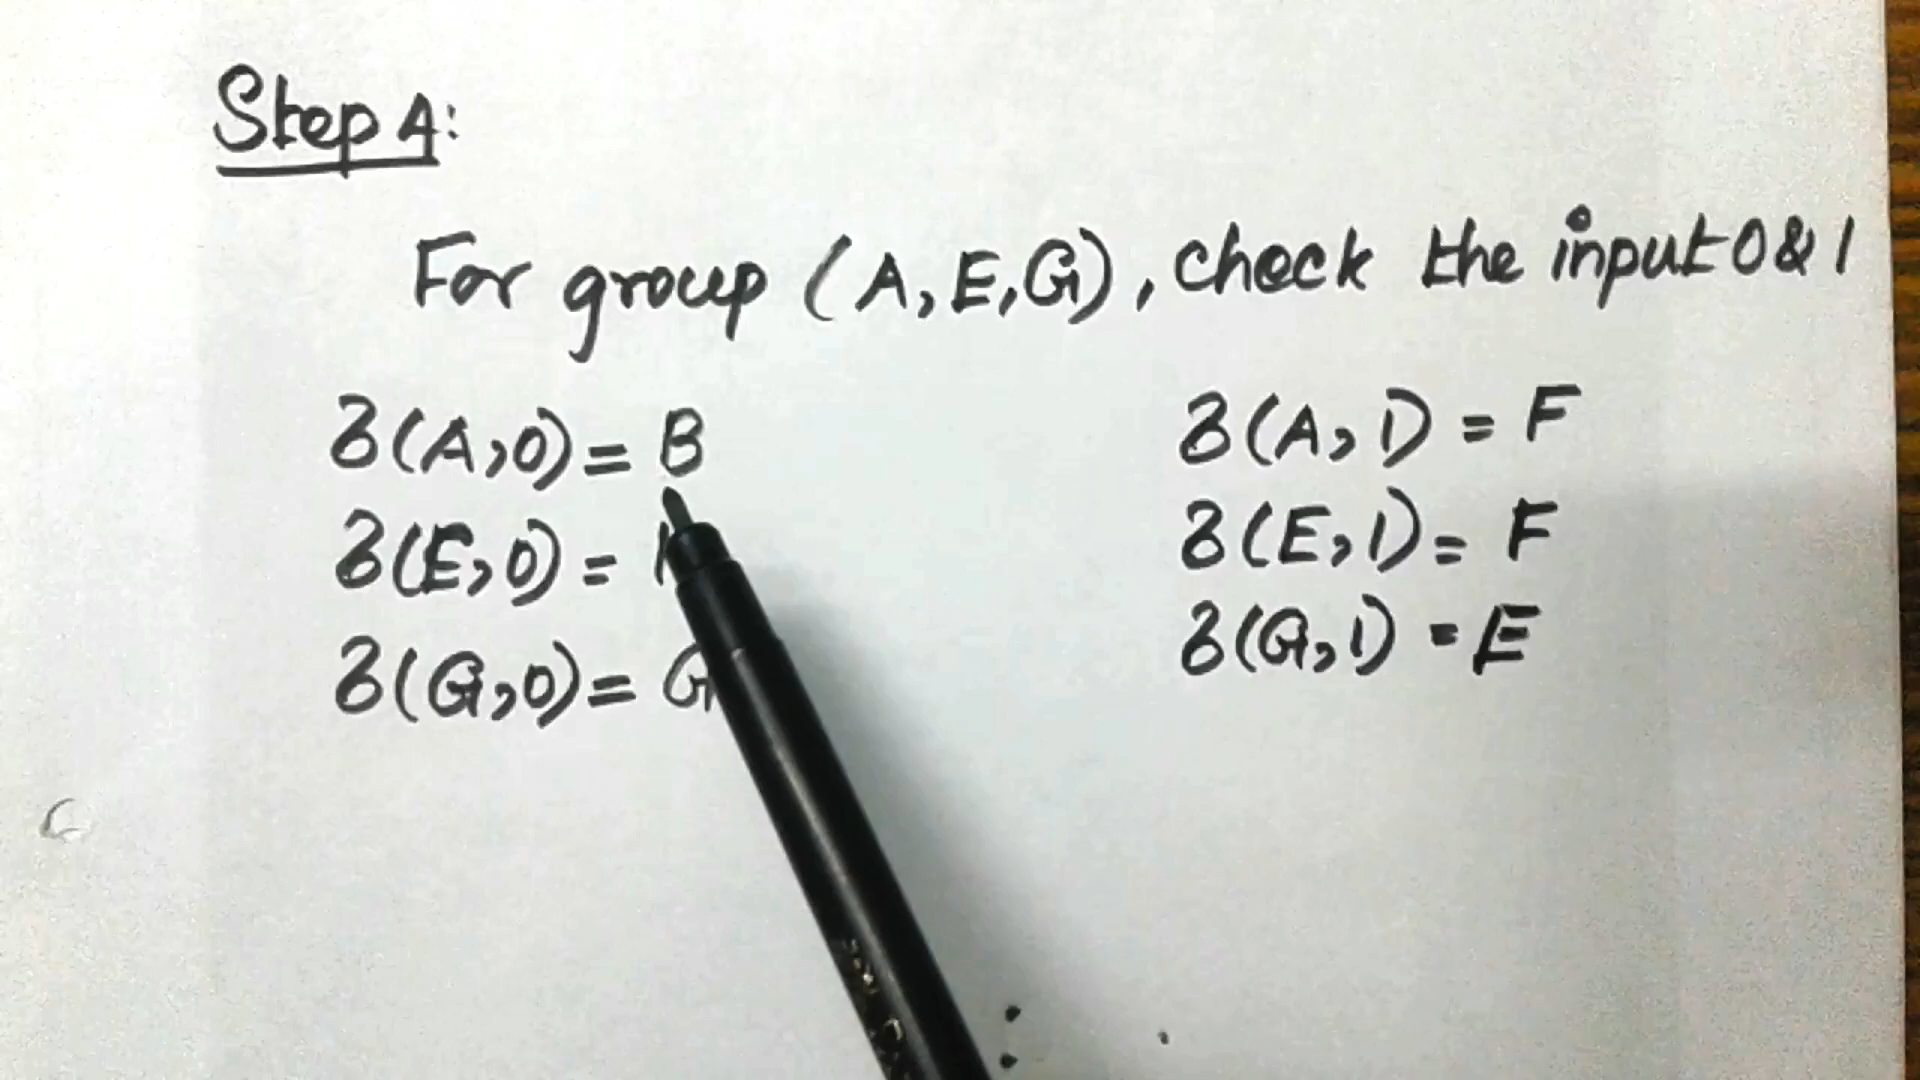 Step 4:
For group (A, E, G), check the input 0 & 1
δ(A,0) = B
δ(E,0) =
δ(G,0) = G
δ(A,1) = F
δ(E,1) = F
δ(G,1) = E